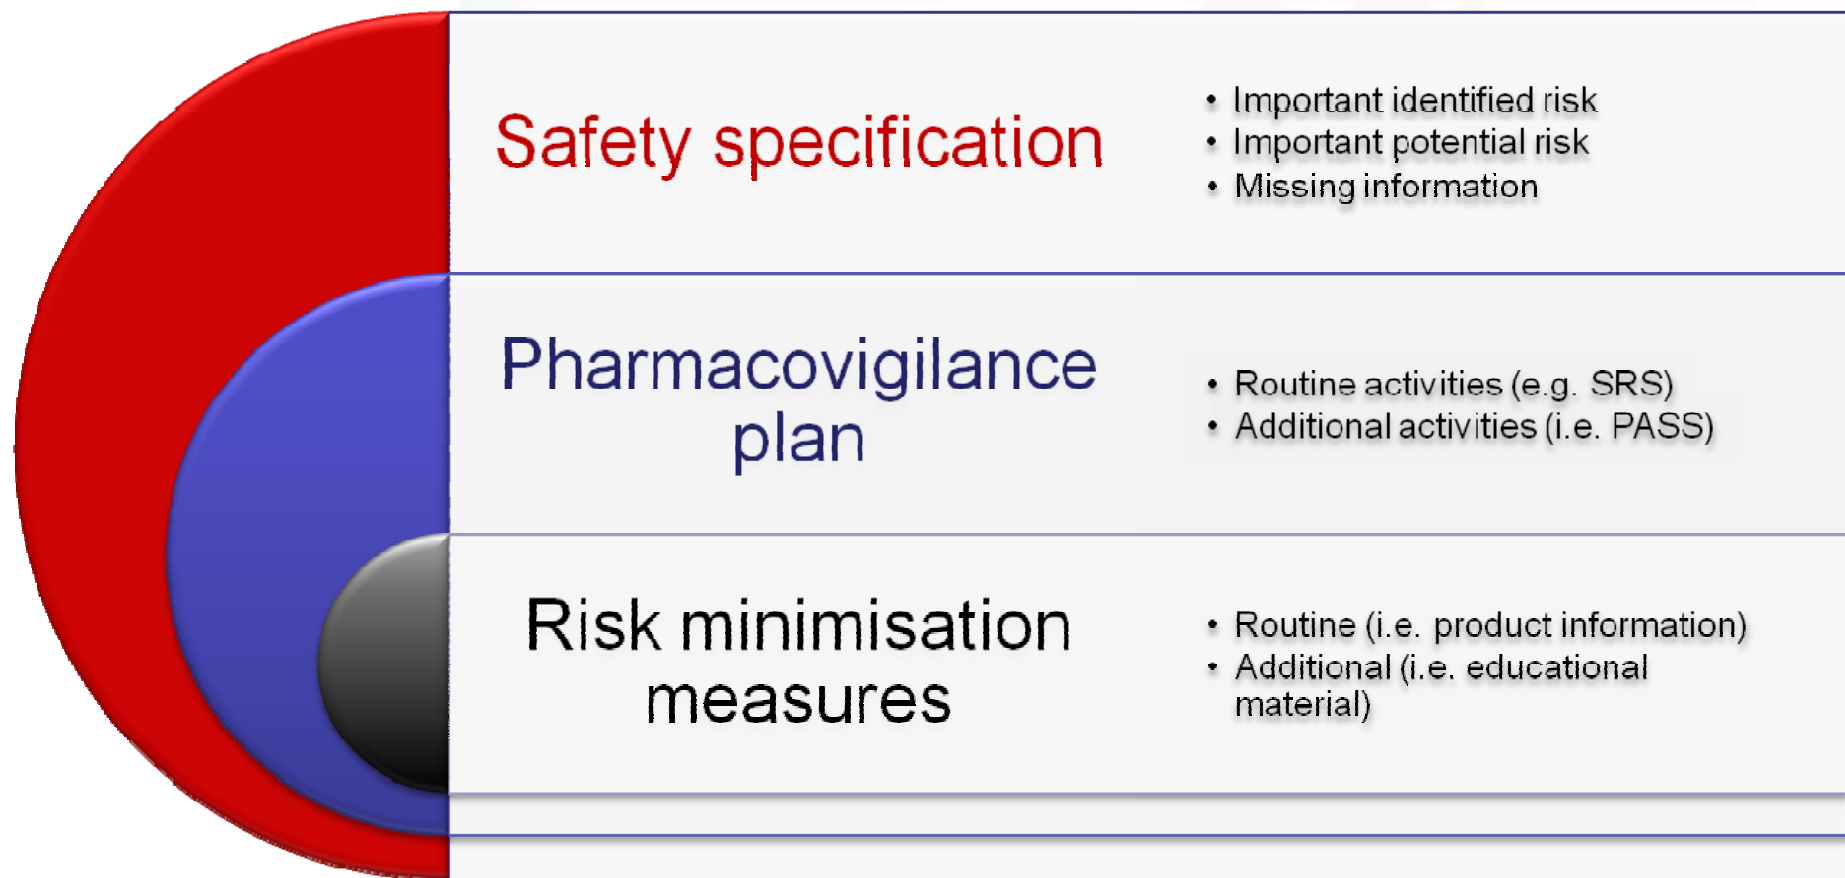 Safety specification
• Important identified risk
• Important potential risk
• Missing information
Pharmacovigilance
plan
• Routine activities (e.g. SRS)
• Additional activities (i.e. PASS)
Risk minimisation
measures
• Routine (i.e. product information)
• Additional (i.e. educational
material)